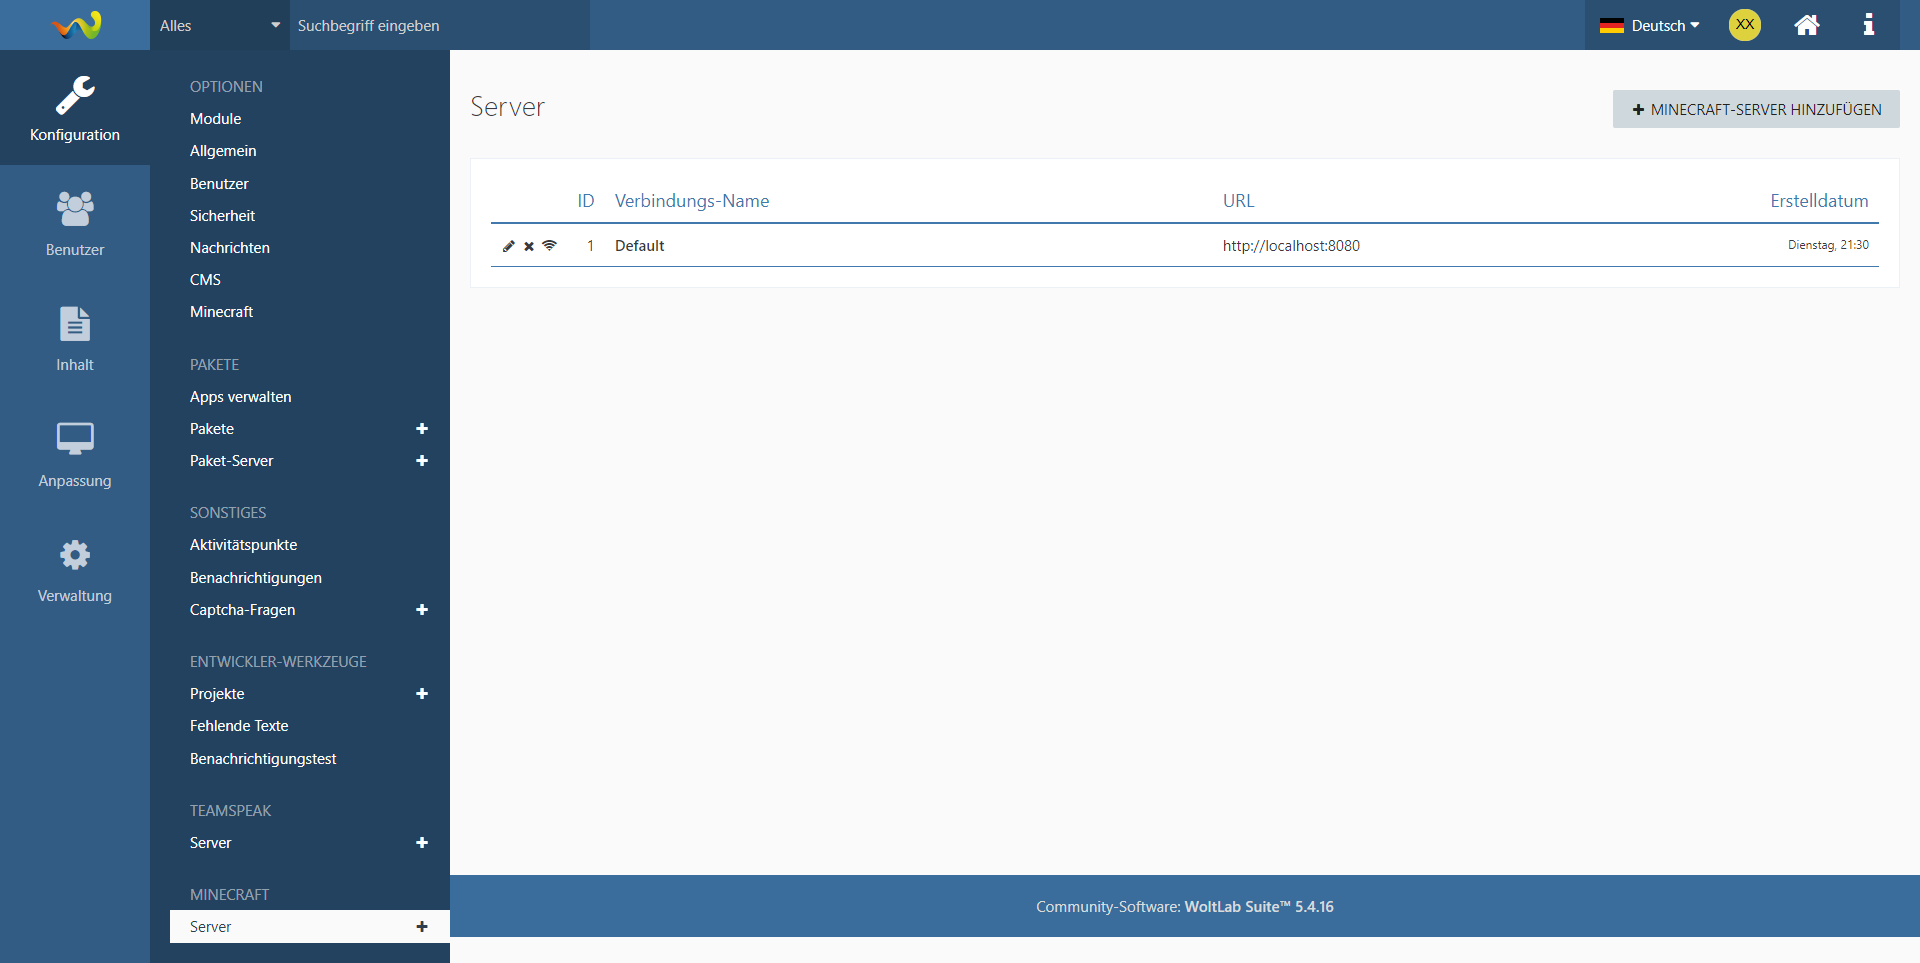 Alles
Suchbegriff eingeben
Deutsch
XX
Konfiguration
Benutzer
Inhalt
Anpassung
Verwaltung
OPTIONEN
Module
Allgemein
Benutzer
Sicherheit
Nachrichten
CMS
Minecraft
PAKETE
Apps verwalten
Pakete
Paket-Server
SONSTIGES
Aktivitätspunkte
Benachrichtigungen
Captcha-Fragen
ENTWICKLER-WERKZEUGE
Projekte
Fehlende Texte
Benachrichtigungstest
TEAMSPEAK
Server
MINECRAFT
Server
Server
MINECRAFT-SERVER HINZUFÜGEN
ID Verbindungs-Name URL Erstelldatum
1 Default http://localhost:8080 Dienstag, 21:30
Community-Software: WoltLab Suite™ 5.4.16